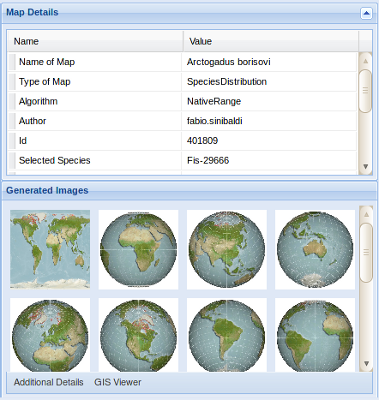 Map Details
Name Value
Name of Map Arctogadus borisovi
Type of Map SpeciesDistribution
Algorithm NativeRange
Author fabio.sinibaldi
Id 401809
Selected Species Fis-29666
Generated Images
Additional Details GIS Viewer